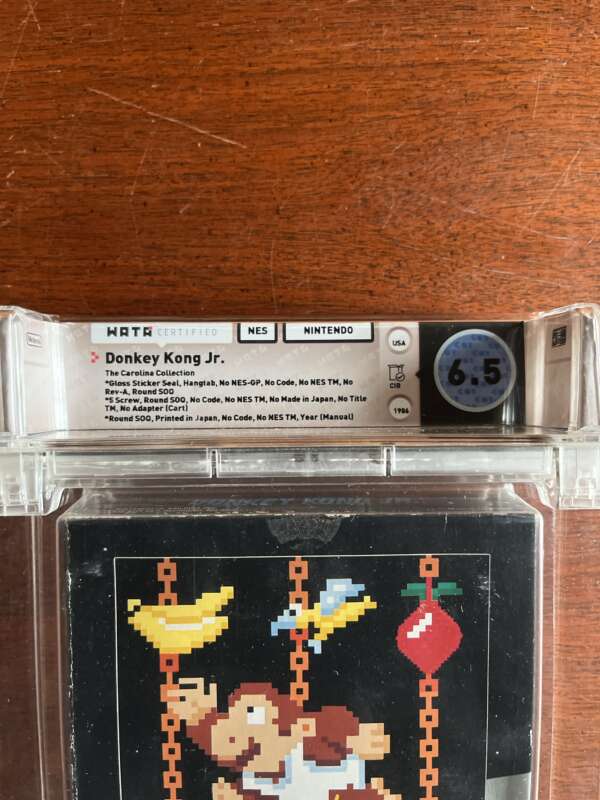 WATA CERTIFIED NES NINTENDO
Donkey Kong Jr.
The Carolina Collection
*Gloss Sticker Seal, Hangtab, No NES-GP, No Code, No NES TM, No
Rev-A, Round SOQ
*5 Screw, Round SOQ, No Code, No NES TM, No Made in Japan, No Title
TM, No Adapter (Cart)
*Round SOQ, Printed in Japan, No Code, No NES TM, Year (Manual)
USA
CIB
1986
6.5